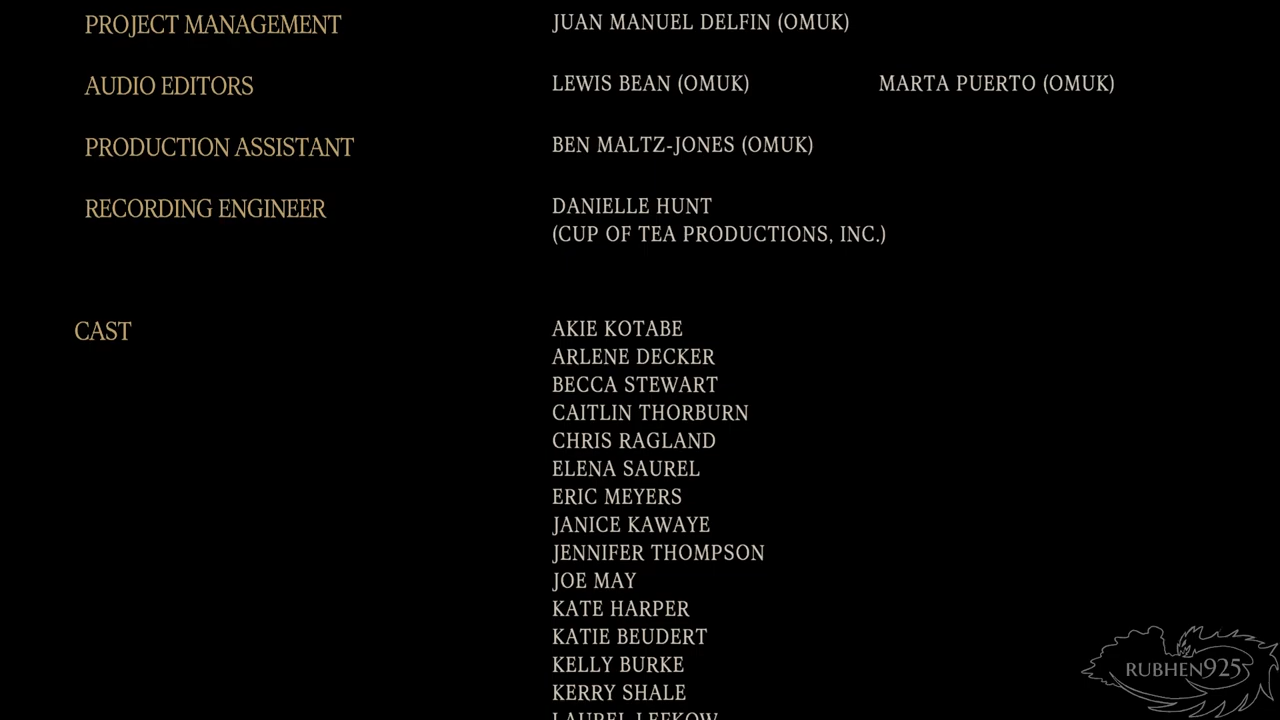 PROJECT MANAGEMENT JUAN MANUEL DELFIN (OMUK)
AUDIO EDITORS LEWIS BEAN (OMUK) MARTA PUERTO (OMUK)
PRODUCTION ASSISTANT BEN MALTZ-JONES (OMUK)
RECORDING ENGINEER DANIELLE HUNT
(CUP OF TEA PRODUCTIONS, INC.)
CAST AKIE KOTABE
ARLENE DECKER
BECCA STEWART
CAITLIN THORBURN
CHRIS RAGLAND
ELENA SAUREL
ERIC MEYERS
JANICE KAWAYE
JENNIFER THOMPSON
JOE MAY
KATE HARPER
KATIE BEUDERT
KELLY BURKE
KERRY SHALE
LAUREL LEFKOW
RUBHEN925